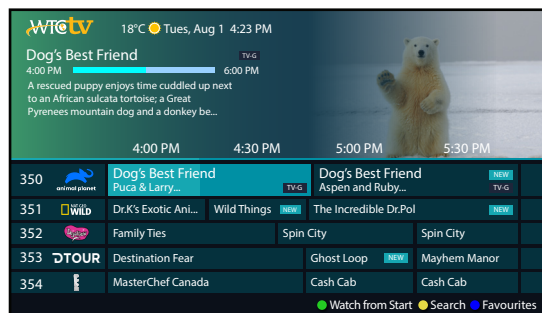 WTC tv
18°C Tues, Aug 1 4:23 PM
Dog's Best Friend TV-G
4:00 PM 6:00 PM
A rescued puppy enjoys time cuddled up next
to an African sulcata tortoise; a Great
Pyrenees mountain dog and a donkey be...
4:00 PM 4:30 PM 5:00 PM 5:30 PM
350 animal planet Dog's Best Friend Dog's Best Friend NEW
Puca & Larry... TV-G Aspen and Ruby... TV-G
351 NAT GEO WILD Dr.K's Exotic Ani... Wild Things NEW The Incredible Dr.Pol NEW
352 Family Ties Spin City Spin City
353 DTOUR Destination Fear Ghost Loop NEW Mayhem Manor
354 MasterChef Canada Cash Cab Cash Cab
Watch from Start Search Favourites